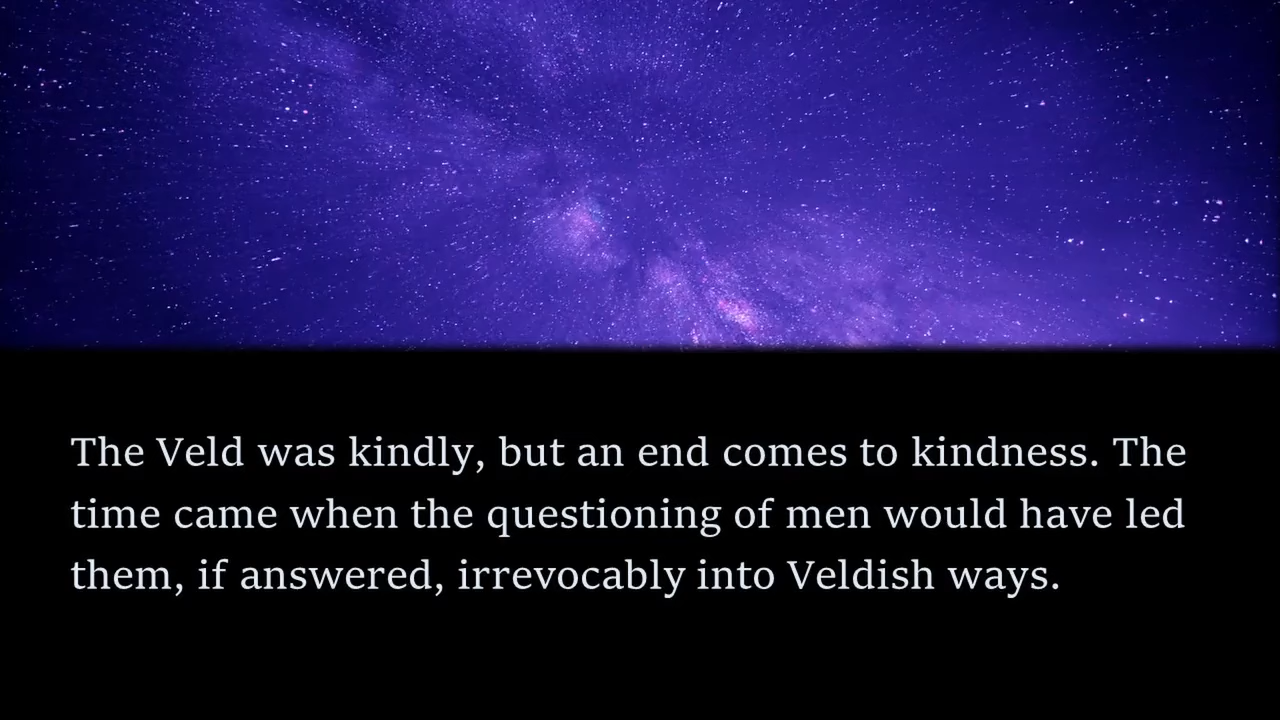 The Veld was kindly, but an end comes to kindness. The
time came when the questioning of men would have led
them, if answered, irrevocably into Veldish ways.